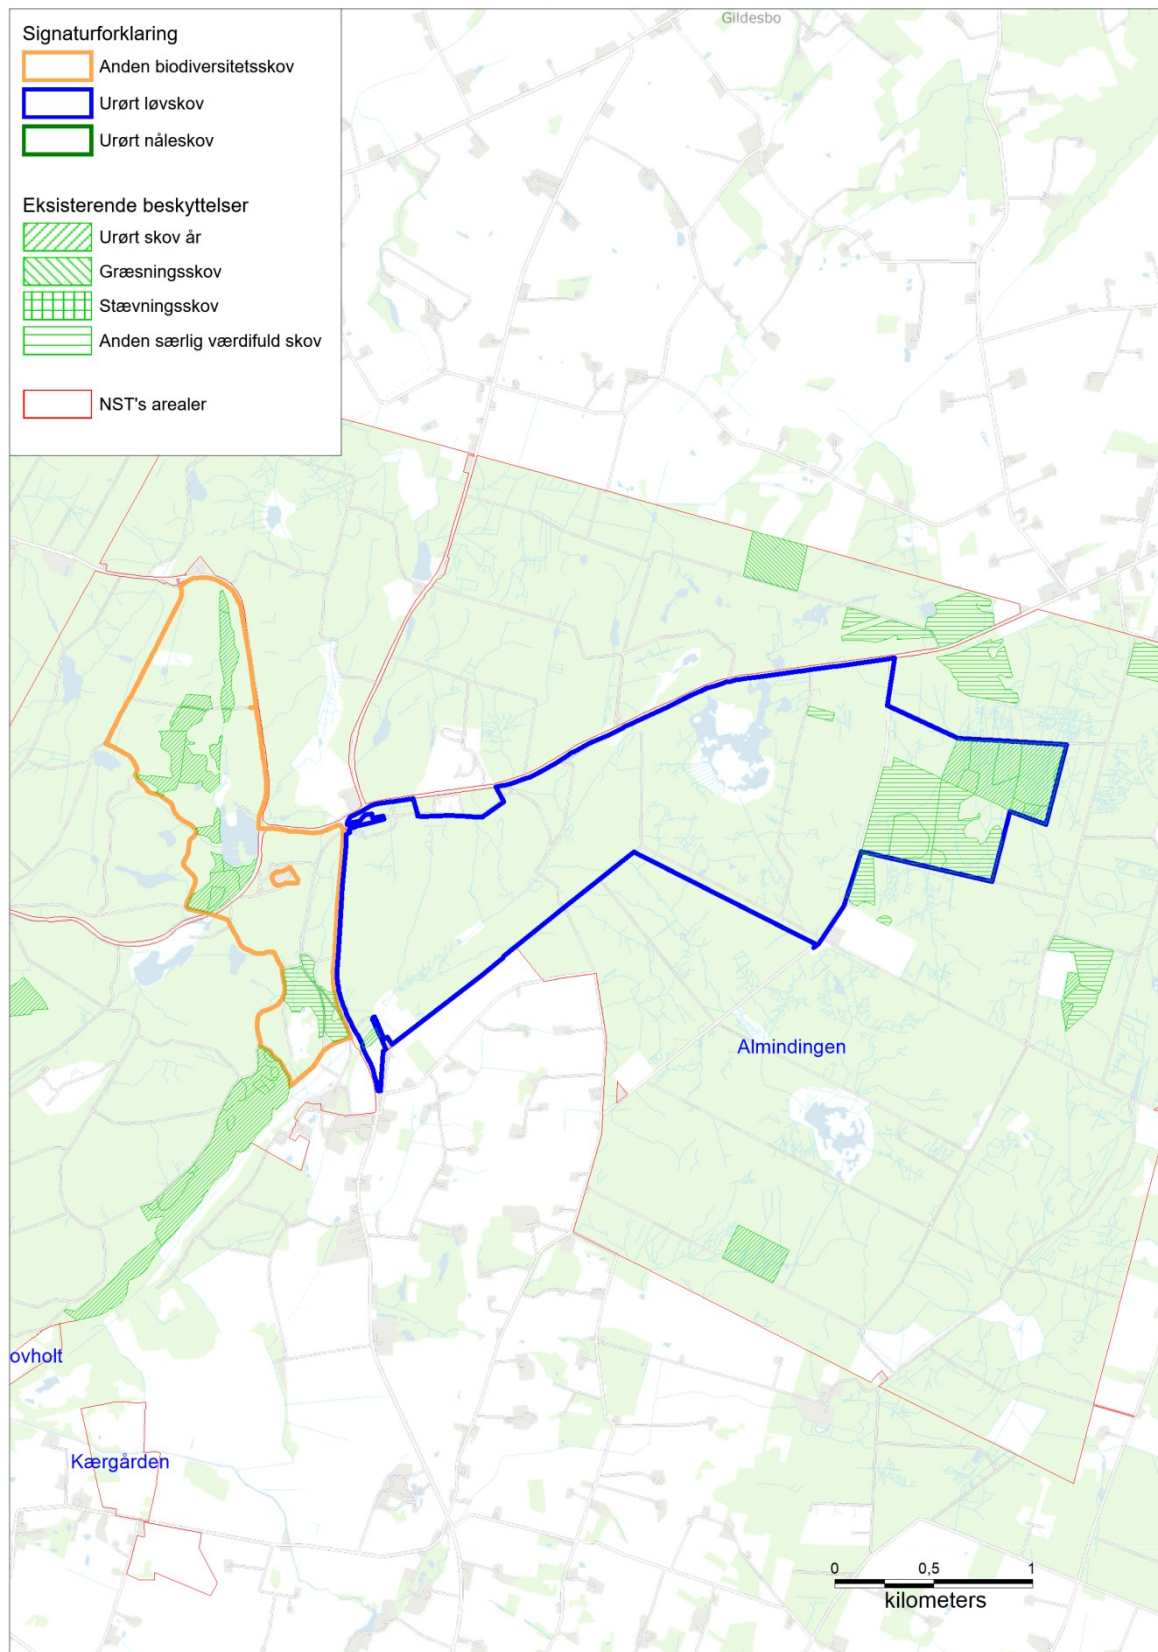 Signaturforklaring
Anden biodiversitetsskov
Urørt løvskov
Urørt nåleskov
Eksisterende beskyttelser
Urørt skov år
Græsningsskov
Stævningsskov
Anden særlig værdifuld skov
NST's arealer
Gildesbo
Almindingen
ovholt
Kærgården
0 0,5 1
kilometers